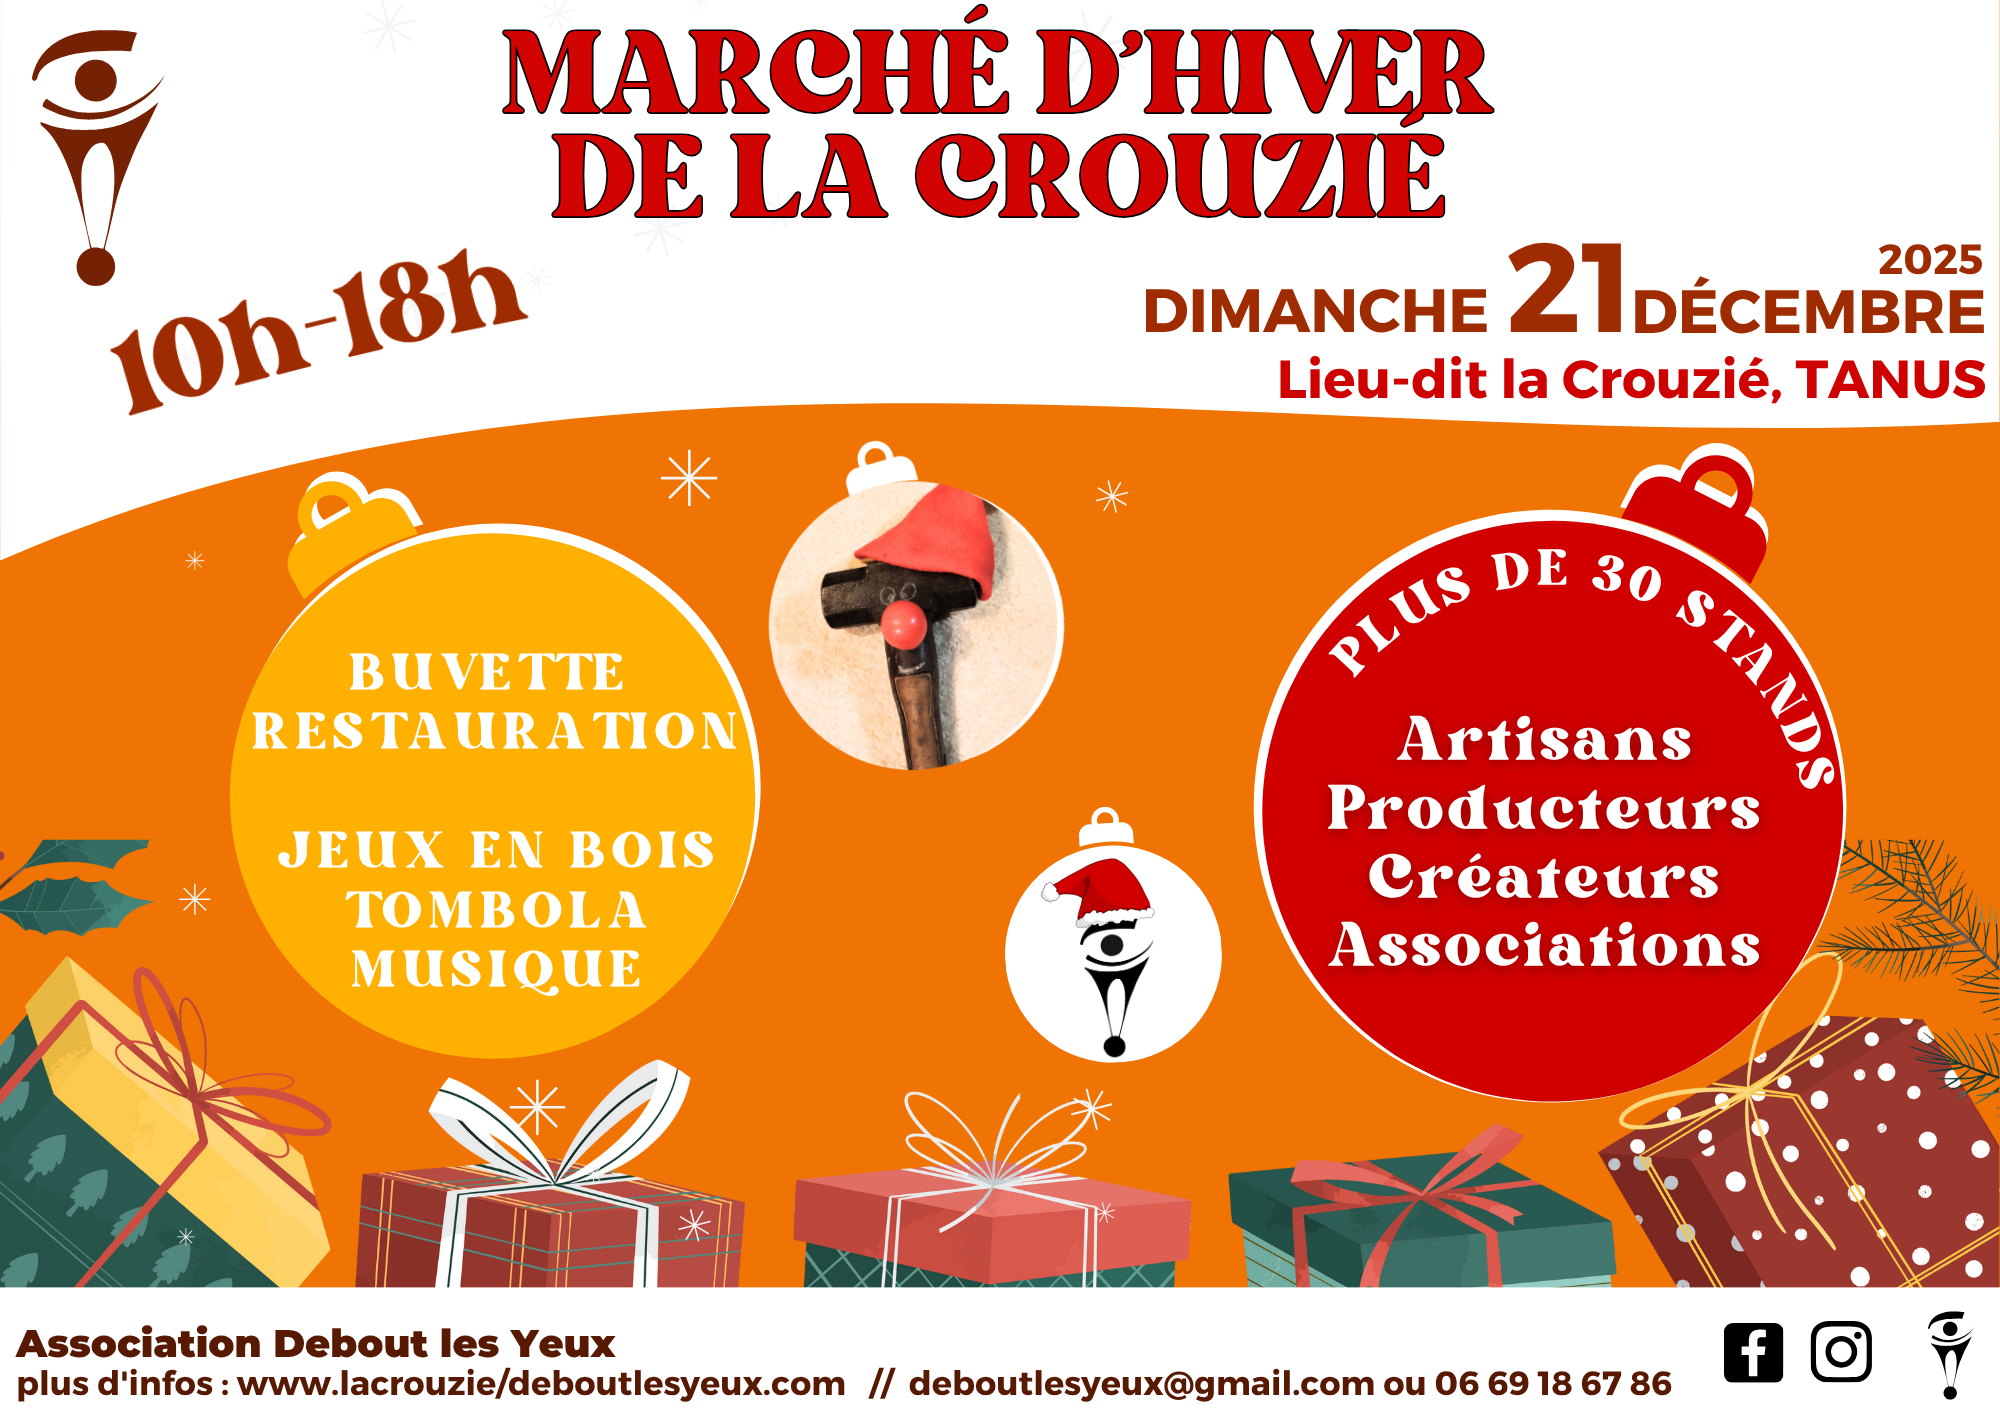 MARCHÉ D'HIVER
DE LA CROUZIÉ
10h-18h
2025
DIMANCHE 21 DÉCEMBRE
Lieu-dit la Crouzié, TANUS
BUVETTE
RESTAURATION
JEUX EN BOIS
TOMBOLA
MUSIQUE
PLUS DE 30 STANDS
Artisans
Producteurs
Créateurs
Associations
Association Debout les Yeux
plus d'infos : www.lacrouzie/deboutlesyeux.com // deboutlesyeux@gmail.com ou 06 69 18 67 86